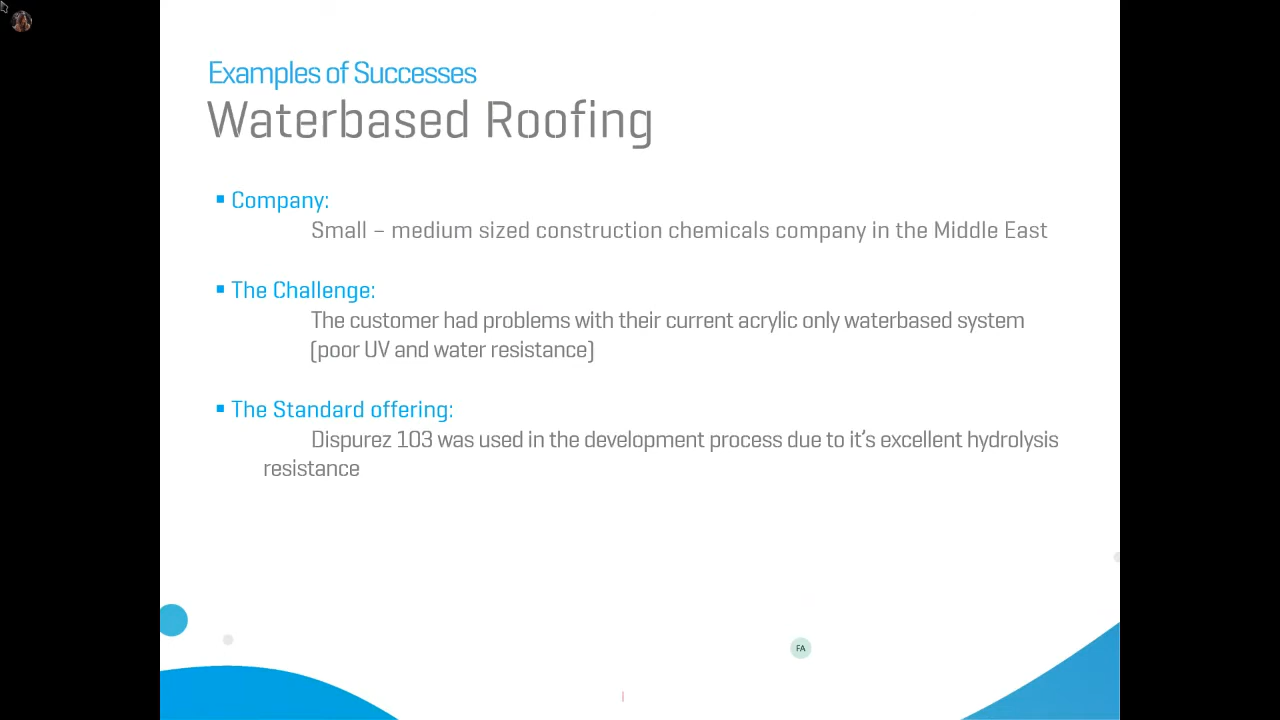 Examples of Successes
Waterbased Roofing
▪ Company:
Small – medium sized construction chemicals company in the Middle East
▪ The Challenge:
The customer had problems with their current acrylic only waterbased system
(poor UV and water resistance)
▪ The Standard offering:
Dispurez 103 was used in the development process due to it’s excellent hydrolysis
resistance
FA